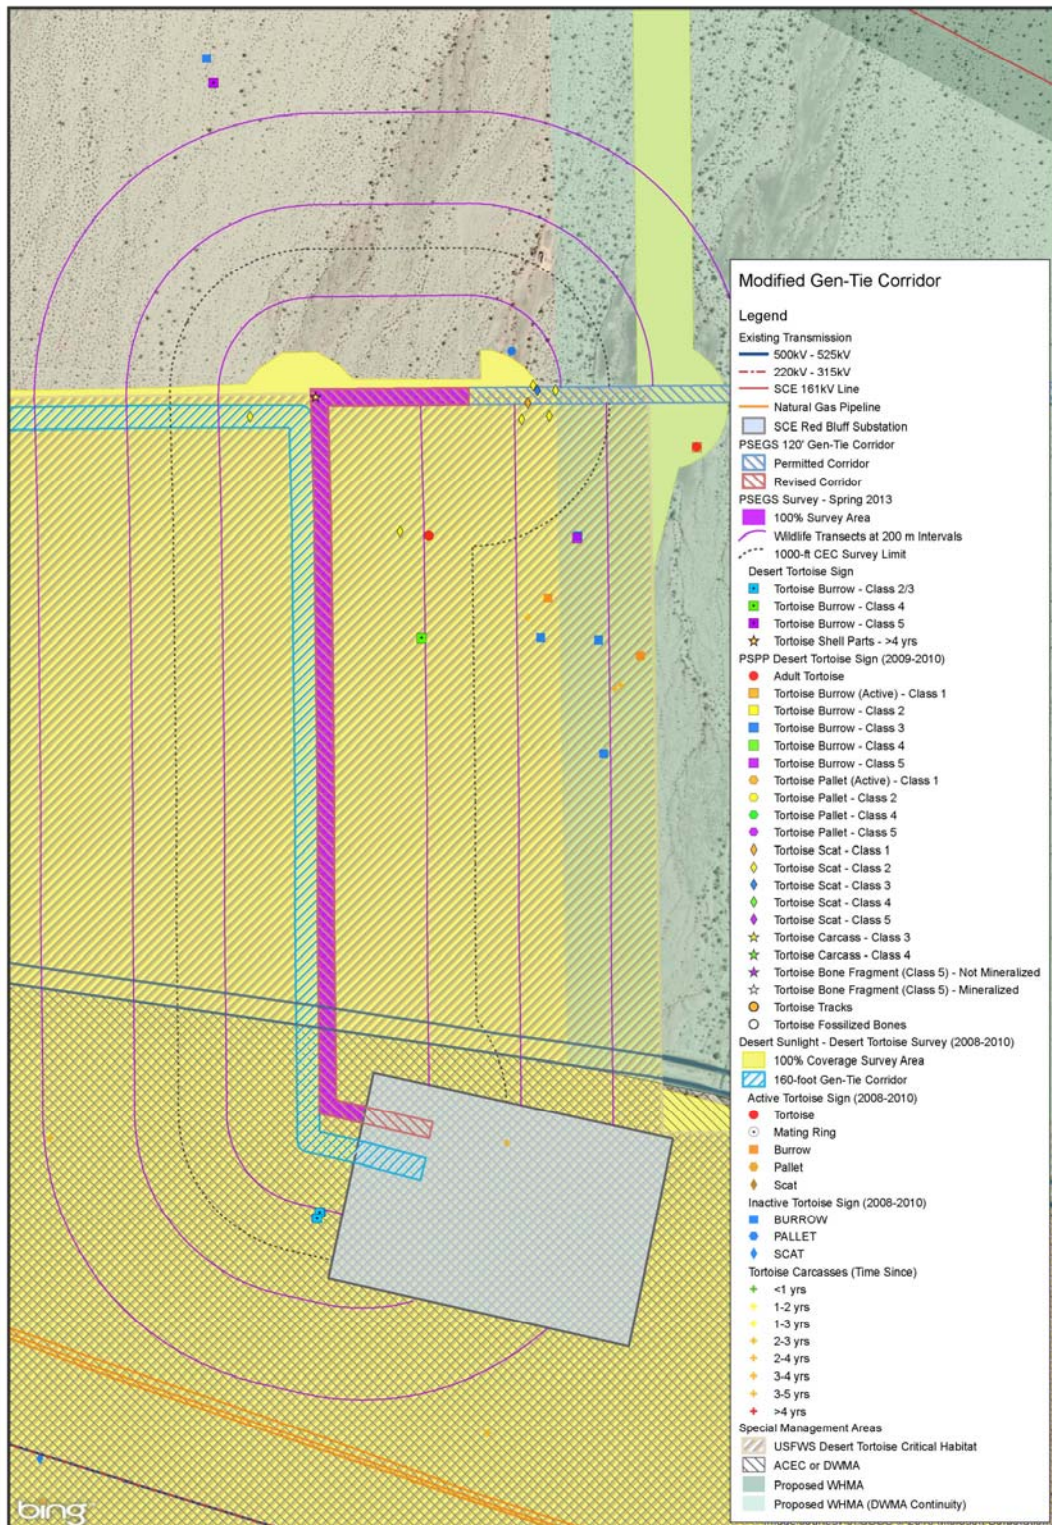 Modified Gen-Tie Corridor
Legend
Existing Transmission
500kV - 525kV
220kV - 315kV
SCE 161kV Line
Natural Gas Pipeline
SCE Red Bluff Substation
PSEGS 120' Gen-Tie Corridor
Permitted Corridor
Revised Corridor
PSEGS Survey - Spring 2013
100% Survey Area
Wildlife Transects at 200 m Intervals
1000-ft CEC Survey Limit
Desert Tortoise Sign
Tortoise Burrow - Class 2/3
Tortoise Burrow - Class 4
Tortoise Burrow - Class 5
Tortoise Shell Parts - >4 yrs
PSPP Desert Tortoise Sign (2009-2010)
Adult Tortoise
Tortoise Burrow (Active) - Class 1
Tortoise Burrow - Class 2
Tortoise Burrow - Class 3
Tortoise Burrow - Class 4
Tortoise Burrow - Class 5
Tortoise Pallet (Active) - Class 1
Tortoise Pallet - Class 2
Tortoise Pallet - Class 4
Tortoise Pallet - Class 5
Tortoise Scat - Class 1
Tortoise Scat - Class 2
Tortoise Scat - Class 3
Tortoise Scat - Class 4
Tortoise Scat - Class 5
Tortoise Carcass - Class 3
Tortoise Carcass - Class 4
Tortoise Bone Fragment (Class 5) - Not Mineralized
Tortoise Bone Fragment (Class 5) - Mineralized
Tortoise Tracks
Tortoise Fossilized Bones
Desert Sunlight - Desert Tortoise Survey (2008-2010)
100% Coverage Survey Area
160-foot Gen-Tie Corridor
Active Tortoise Sign (2008-2010)
Tortoise
Mating Ring
Burrow
Pallet
Scat
Inactive Tortoise Sign (2008-2010)
BURROW
PALLET
SCAT
Tortoise Carcasses (Time Since)
<1 yrs
1-2 yrs
1-3 yrs
2-3 yrs
2-4 yrs
3-4 yrs
3-5 yrs
>4 yrs
Special Management Areas
USFWS Desert Tortoise Critical Habitat
ACEC or DWMA
Proposed WHMA
Proposed WHMA (DWMA Continuity)
bing